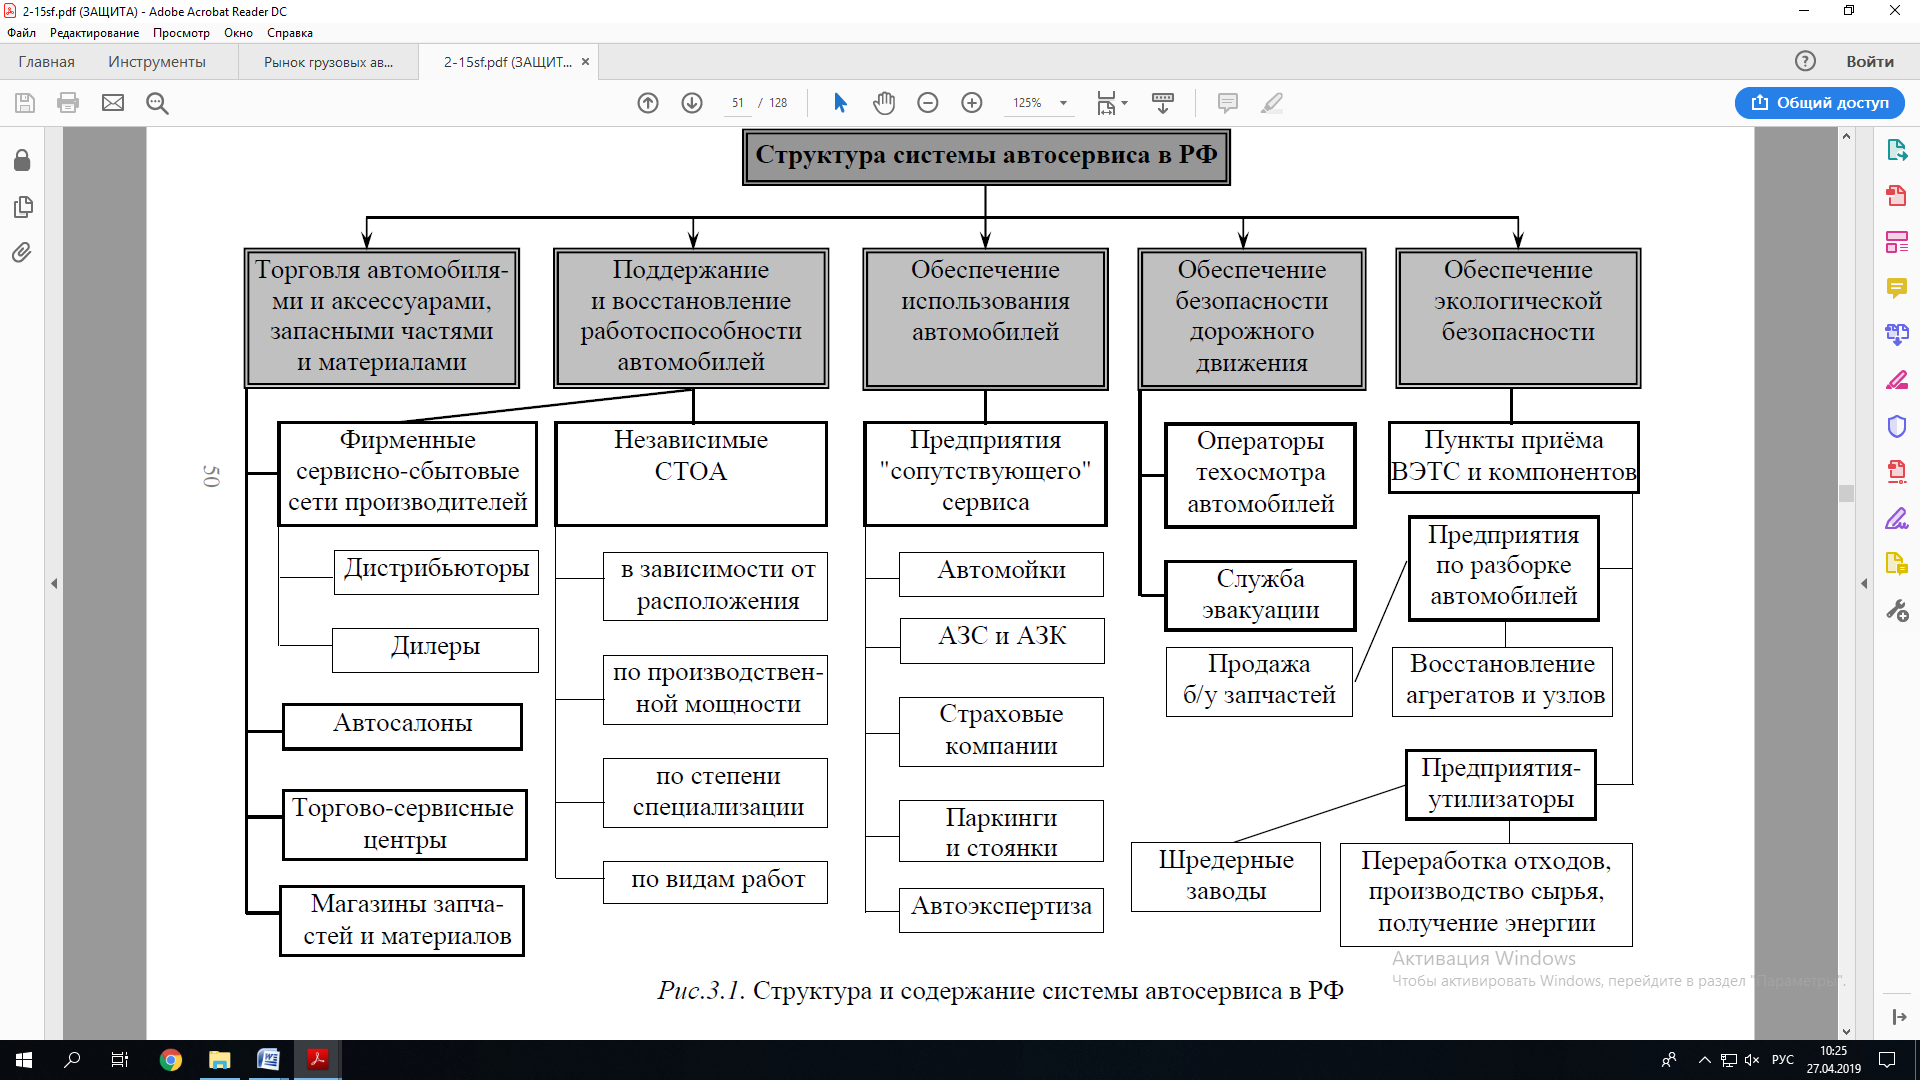 2-15sf.pdf (ЗАЩИТА) - Adobe Acrobat Reader DC
Файл Редактирование Просмотр Окно Справка
Главная Инструменты Рынок грузовых ав... 2-15sf.pdf (ЗАЩИТ... × Войти
51 / 128 125% Общий доступ
Структура системы автосервиса в РФ
Торговля автомобиля-
ми и аксессуарами,
запасными частями
и материалами
Поддержание
и восстановление
работоспособности
автомобилей
Обеспечение
использования
автомобилей
Обеспечение
безопасности
дорожного
движения
Обеспечение
экологической
безопасности
Фирменные
сервисно-сбытовые
сети производителей
Дистрибьюторы
Дилеры
Автосалоны
Торгово-сервисные
центры
Магазины запча-
стей и материалов
Независимые
СТОА
в зависимости от
расположения
по производствен-
ной мощности
по степени
специализации
по видам работ
Предприятия
"сопутствующего"
сервиса
Автомойки
АЗС и АЗК
Страховые
компании
Паркинги
и стоянки
Автоэкспертиза
Операторы
техосмотра
автомобилей
Служба
эвакуации
Продажа
б/у запчастей
Пункты приёма
ВЭТС и компонентов
Предприятия
по разборке
автомобилей
Восстановление
агрегатов и узлов
Предприятия-
утилизаторы
Шредерные
заводы
Переработка отходов,
производство сырья,
получение энергии
50
Рис.3.1. Структура и содержание системы автосервиса в РФ
Активация Windows
Чтобы активировать Windows, перейдите в раздел "Параметры".
РУС
10:25
27.04.2019